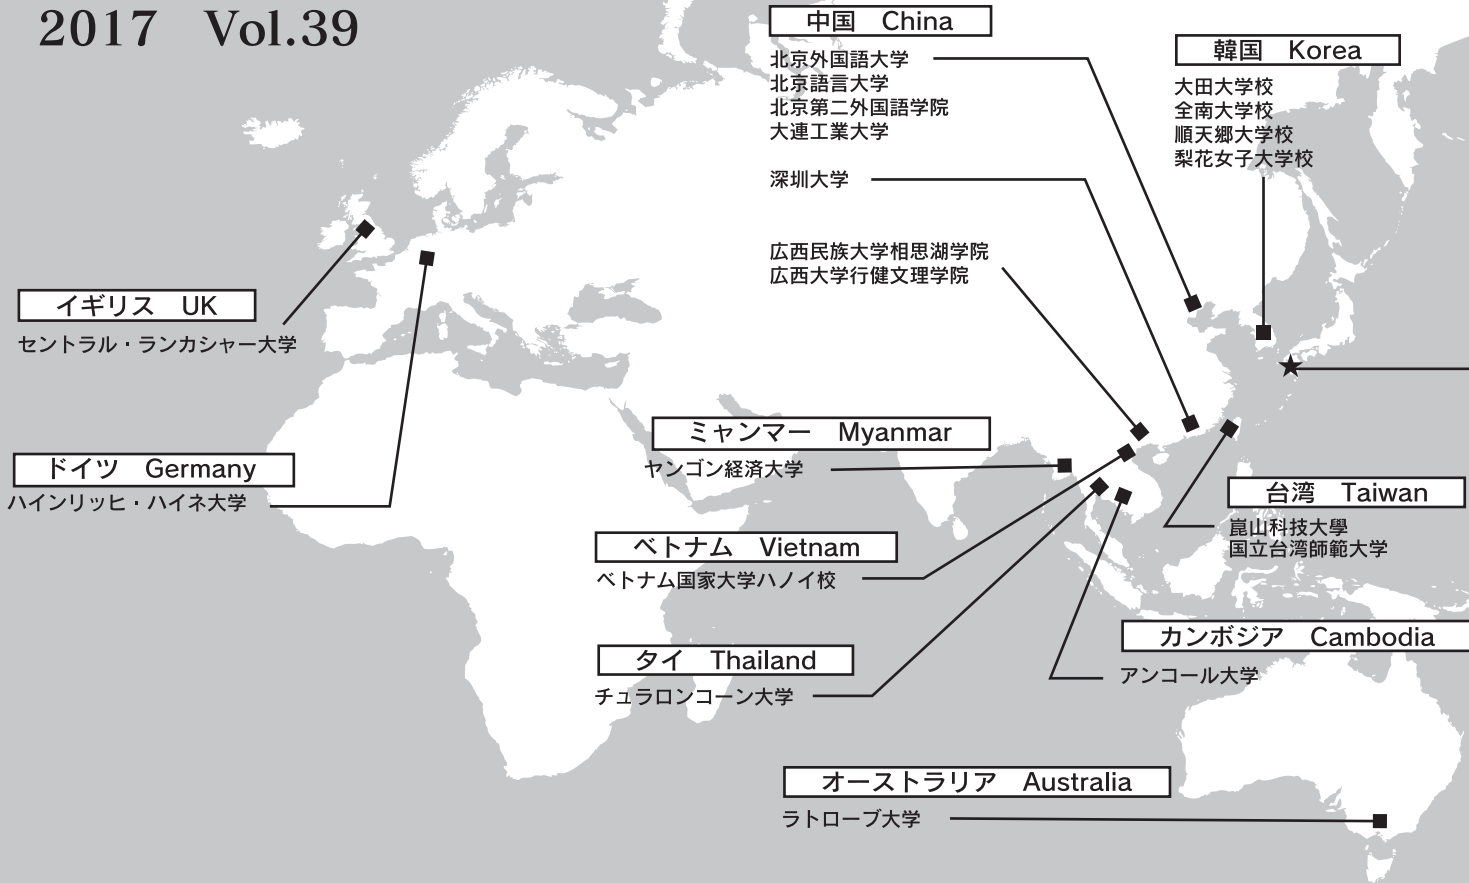 2017 Vol.39
中国 China
北京外国語大学
北京語言大学
北京第二外国語学院
大連工業大学
深圳大学
広西民族大学相思湖学院
広西大学行健文理学院
韓国 Korea
大田大学校
全南大学校
順天郷大学校
梨花女子大学校
イギリス UK
セントラル・ランカシャー大学
ドイツ Germany
ハインリッヒ・ハイネ大学
ミャンマー Myanmar
ヤンゴン経済大学
ベトナム Vietnam
ベトナム国家大学ハノイ校
タイ Thailand
チュラロンコーン大学
台湾 Taiwan
崑山科技大學
国立台湾師範大学
カンボジア Cambodia
アンコール大学
オーストラリア Australia
ラトローブ大学